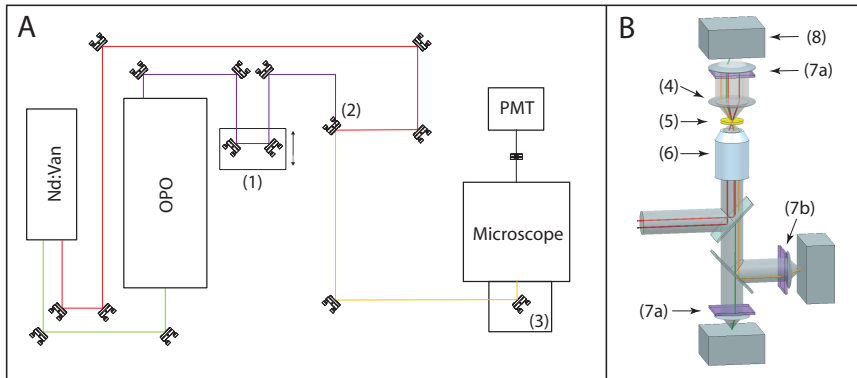 A
Nd:Van
OPO
(1)
(2)
PMT
Microscope
(3)
B
(8)
(7a)
(4)
(5)
(6)
(7b)
(7a)